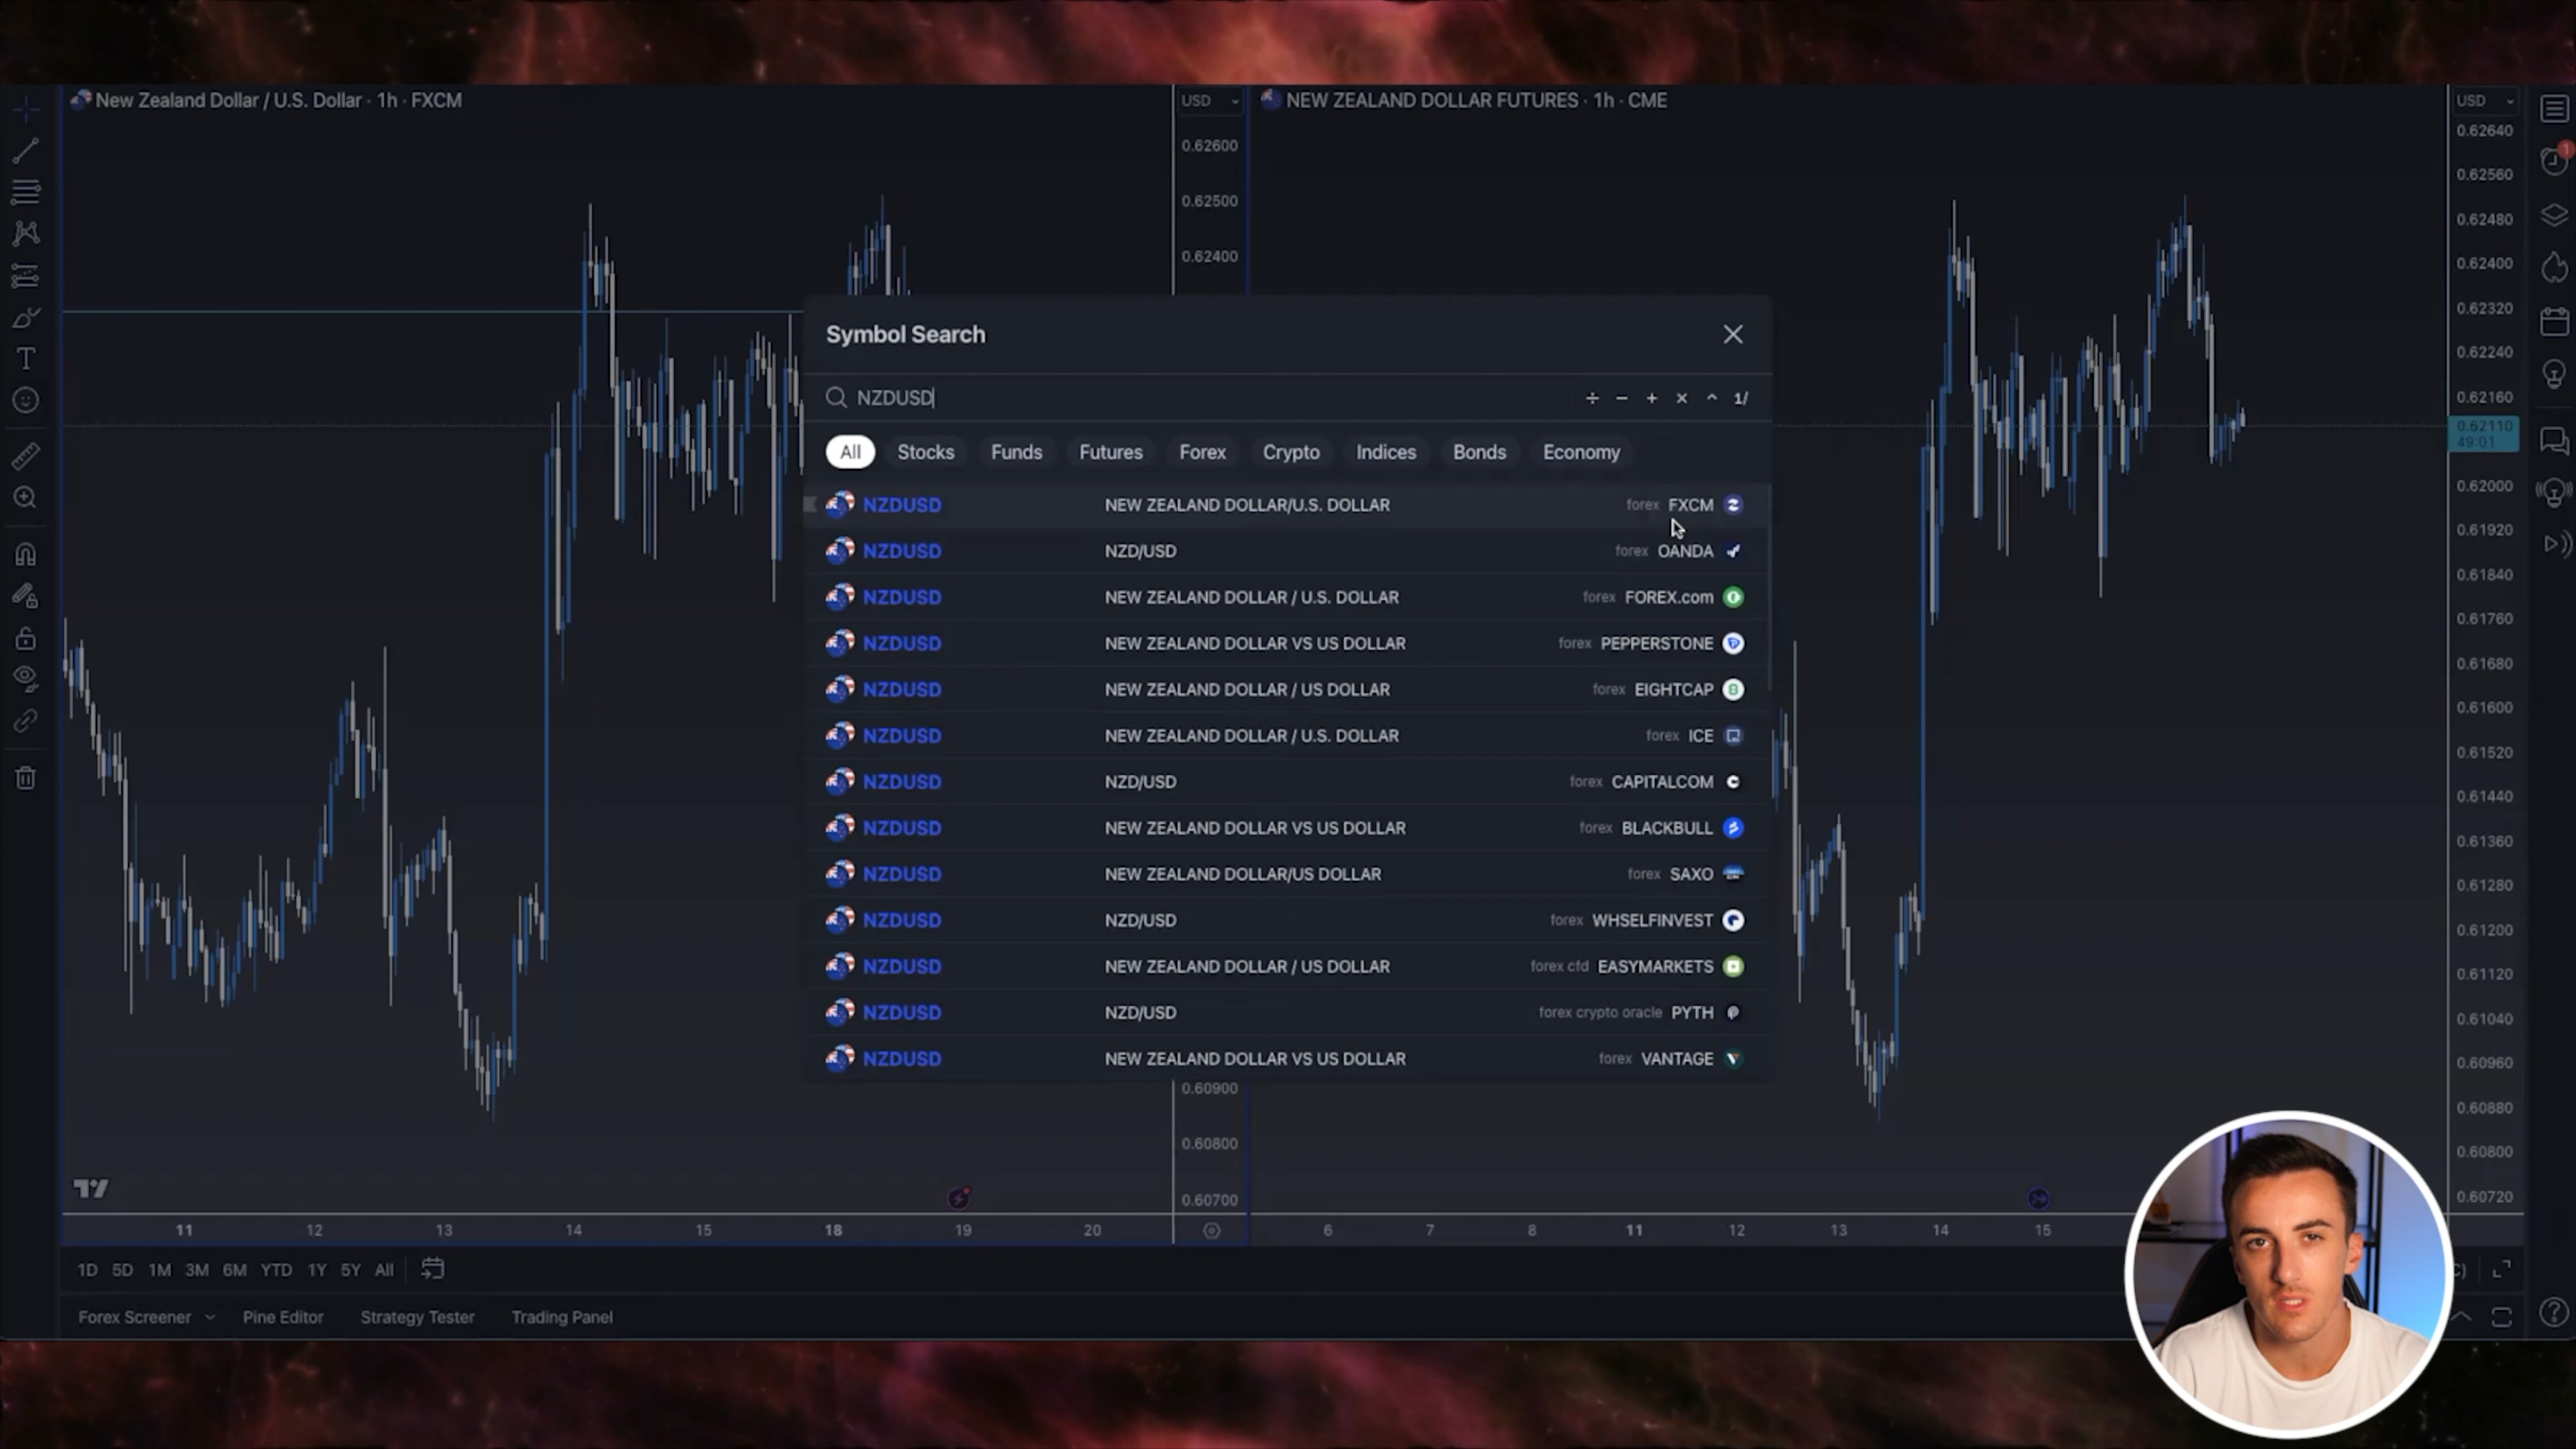 New Zealand Dollar / U.S. Dollar · 1h · FXCM
USD
NEW ZEALAND DOLLAR FUTURES · 1h · CME
USD
0.62600
0.62500
0.62400
0.62640
0.62560
0.62480
0.62400
0.62320
0.62240
0.62160
0.62110
49:01
0.62000
0.61920
0.61840
0.61760
0.61680
0.61600
0.61520
0.61440
0.61360
0.61280
0.61200
0.61120
0.61040
0.60960
0.60880
0.60800
0.60720
1
Symbol Search
NZDUSD
÷ − + × ^ 1/
All Stocks Funds Futures Forex Crypto Indices Bonds Economy
NZDUSD NEW ZEALAND DOLLAR/U.S. DOLLAR forex FXCM
NZDUSD NZD/USD forex OANDA
NZDUSD NEW ZEALAND DOLLAR / U.S. DOLLAR forex FOREX.com
NZDUSD NEW ZEALAND DOLLAR VS US DOLLAR forex PEPPERSTONE
NZDUSD NEW ZEALAND DOLLAR / US DOLLAR forex EIGHTCAP
NZDUSD NEW ZEALAND DOLLAR / U.S. DOLLAR forex ICE
NZDUSD NZD/USD forex CAPITALCOM
NZDUSD NEW ZEALAND DOLLAR VS US DOLLAR forex BLACKBULL
NZDUSD NEW ZEALAND DOLLAR/US DOLLAR forex SAXO
NZDUSD NZD/USD forex WHSELFINVEST
NZDUSD NEW ZEALAND DOLLAR / US DOLLAR forex cfd EASYMARKETS
NZDUSD NZD/USD forex crypto oracle PYTH
NZDUSD NEW ZEALAND DOLLAR VS US DOLLAR forex VANTAGE
0.60900
0.60800
0.60700
11 12 13 14 15 18 19 20
6 7 8 11 12 13 14 15
1D 5D 1M 3M 6M YTD 1Y 5Y All
Forex Screener Pine Editor Strategy Tester Trading Panel